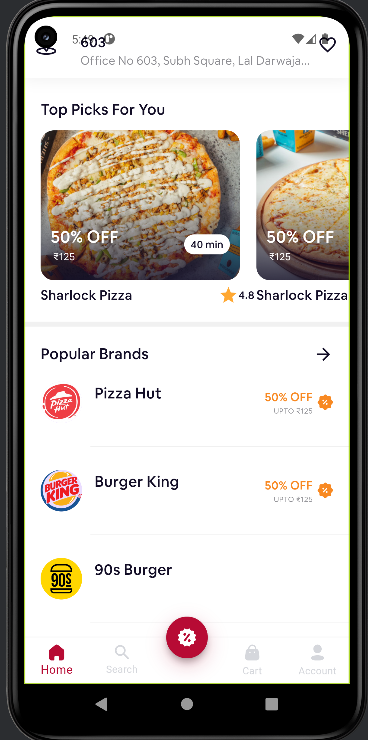 603
Office No 603, Subh Square, Lal Darwaja...
Top Picks For You
50% OFF
₹125
40 min
50% OFF
₹125
Sharlock Pizza
4.8
Sharlock Pizza
Popular Brands
Pizza Hut
Pizza Hut
50% OFF
UPTO ₹125
BURGER KING
Burger King
50% OFF
UPTO ₹125
90s
90s Burger
Home
Search
Cart
Account